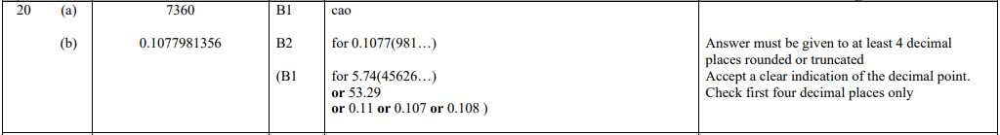 20 (a) 7360 B1 cao
(b) 0.1077981356 B2 for 0.1077(981…) Answer must be given to at least 4 decimal
places rounded or truncated
(B1 for 5.74(45626…) Accept a clear indication of the decimal point.
or 53.29 Check first four decimal places only
or 0.11 or 0.107 or 0.108 )